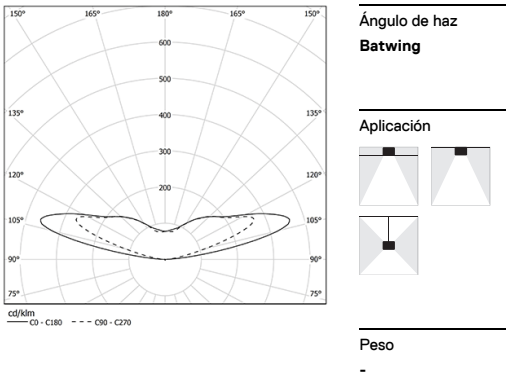 150° 165° 180° 165° 150°
600
500
135° 400 135°
300
120° 200 120°
105° 105°
90° 90°
75° 75°
cd/klm
C0 - C180 C90 - C270
Ángulo de haz
Batwing
Aplicación
Peso
-